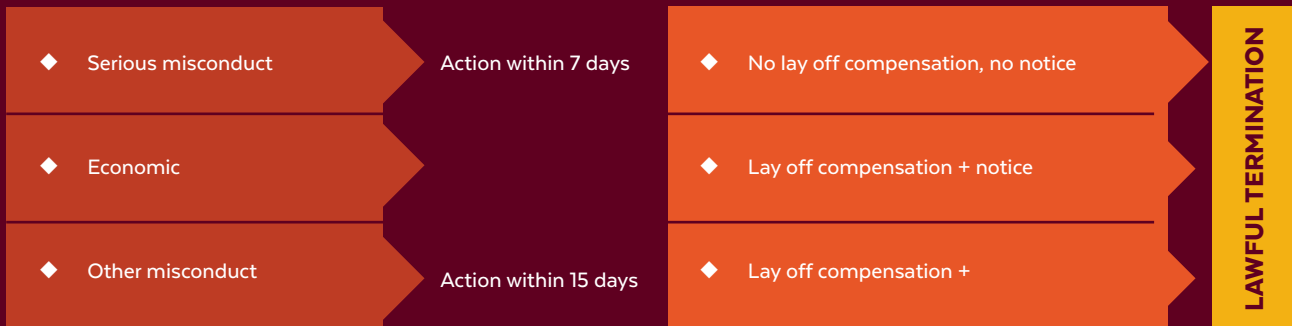 Serious misconduct
Action within 7 days
No lay off compensation, no notice
Economic
Lay off compensation + notice
Other misconduct
Action within 15 days
Lay off compensation +
LAWFUL TERMINATION